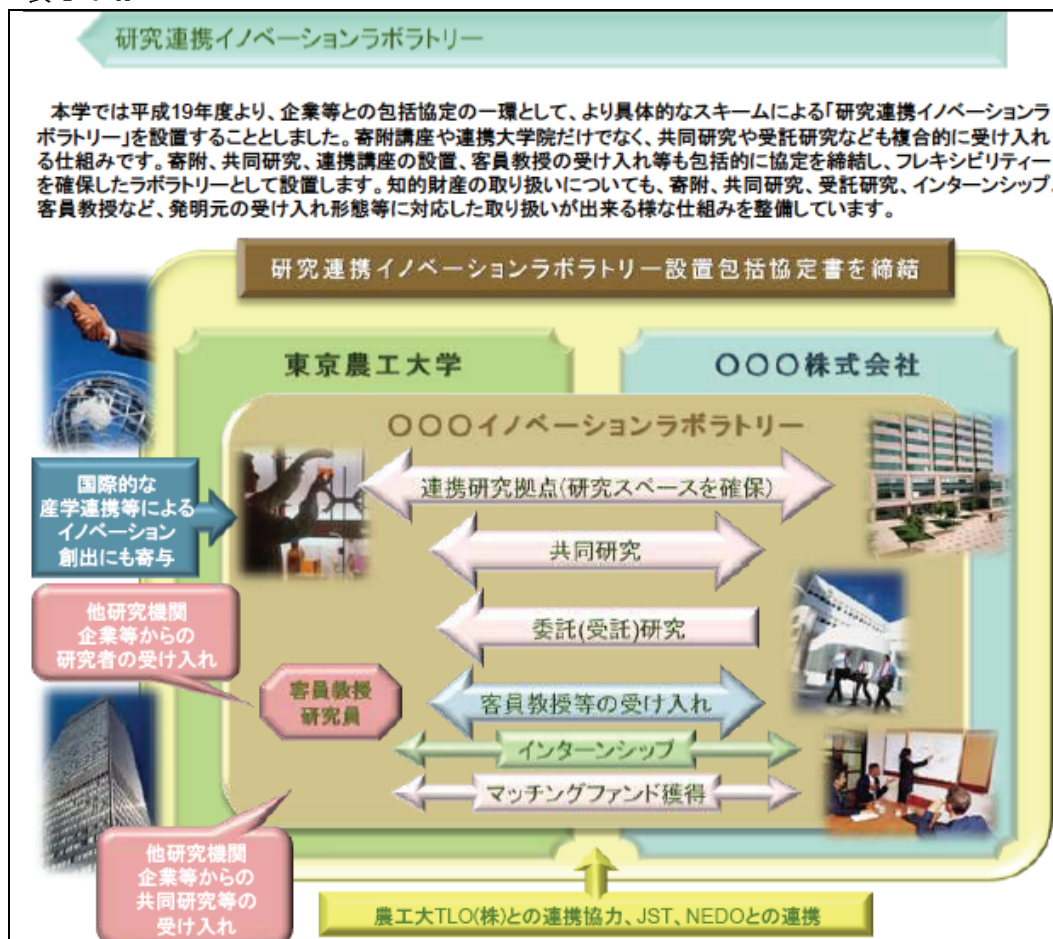 研究連携イノベーションラボラトリー
本学では平成19年度より、企業等との包括協定の一環として、より具体的なスキームによる「研究連携イノベーションラ
ボラトリー」を設置することとしました。寄附講座や連携大学院だけでなく、共同研究や受託研究なども複合的に受け入れ
る仕組みです。寄附、共同研究、連携講座の設置、客員教授の受け入れ等も包括的に協定を締結し、フレキシビリティー
を確保したラボラトリーとして設置します。知的財産の取り扱いについても、寄附、共同研究、受託研究、インターンシップ、
客員教授など、発明元の受け入れ形態等に対応した取り扱いが出来る様な仕組みを整備しています。
研究連携イノベーションラボラトリー設置包括協定書を締結
東京農工大学
〇〇〇株式会社
〇〇〇イノベーションラボラトリー
連携研究拠点(研究スペースを確保)
国際的な
産学連携等による
イノベーション
創出にも寄与
共同研究
委託(受託)研究
他研究機関
企業等からの
研究者の受け入れ
客員教授
研究員
客員教授等の受け入れ
インターンシップ
マッチングファンド獲得
他研究機関
企業等からの
共同研究等の
受け入れ
農工大TLO(株)との連携協力、JST、NEDOとの連携